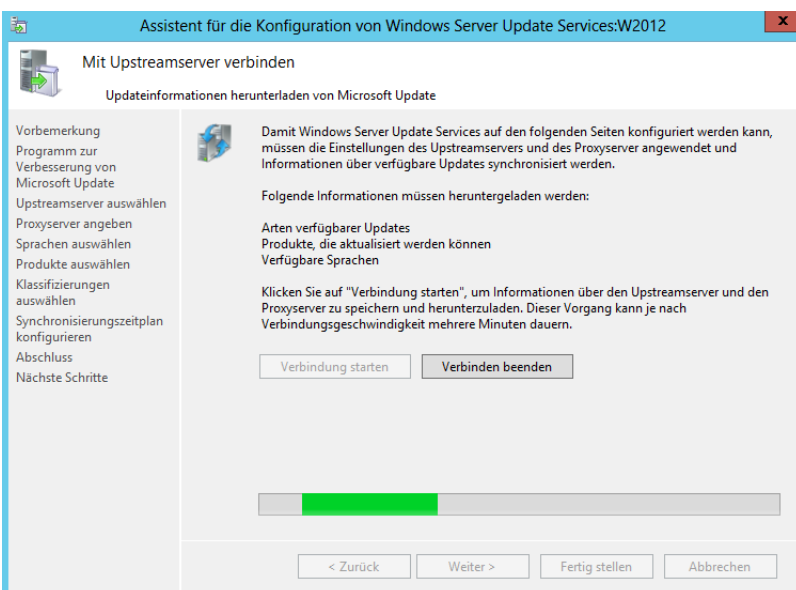 Assistent für die Konfiguration von Windows Server Update Services:W2012
x
Mit Upstreamserver verbinden
Updateinformationen herunterladen von Microsoft Update
Vorbemerkung
Programm zur
Verbesserung von
Microsoft Update
Upstreamserver auswählen
Proxyserver angeben
Sprachen auswählen
Produkte auswählen
Klassifizierungen
auswählen
Synchronisierungszeitplan
konfigurieren
Abschluss
Nächste Schritte
Damit Windows Server Update Services auf den folgenden Seiten konfiguriert werden kann,
müssen die Einstellungen des Upstreamservers und des Proxyserver angewendet und
Informationen über verfügbare Updates synchronisiert werden.
Folgende Informationen müssen heruntergeladen werden:
Arten verfügbarer Updates
Produkte, die aktualisiert werden können
Verfügbare Sprachen
Klicken Sie auf "Verbindung starten", um Informationen über den Upstreamserver und den
Proxyserver zu speichern und herunterzuladen. Dieser Vorgang kann je nach
Verbindungsgeschwindigkeit mehrere Minuten dauern.
Verbindung starten
Verbinden beenden
< Zurück
Weiter >
Fertig stellen
Abbrechen